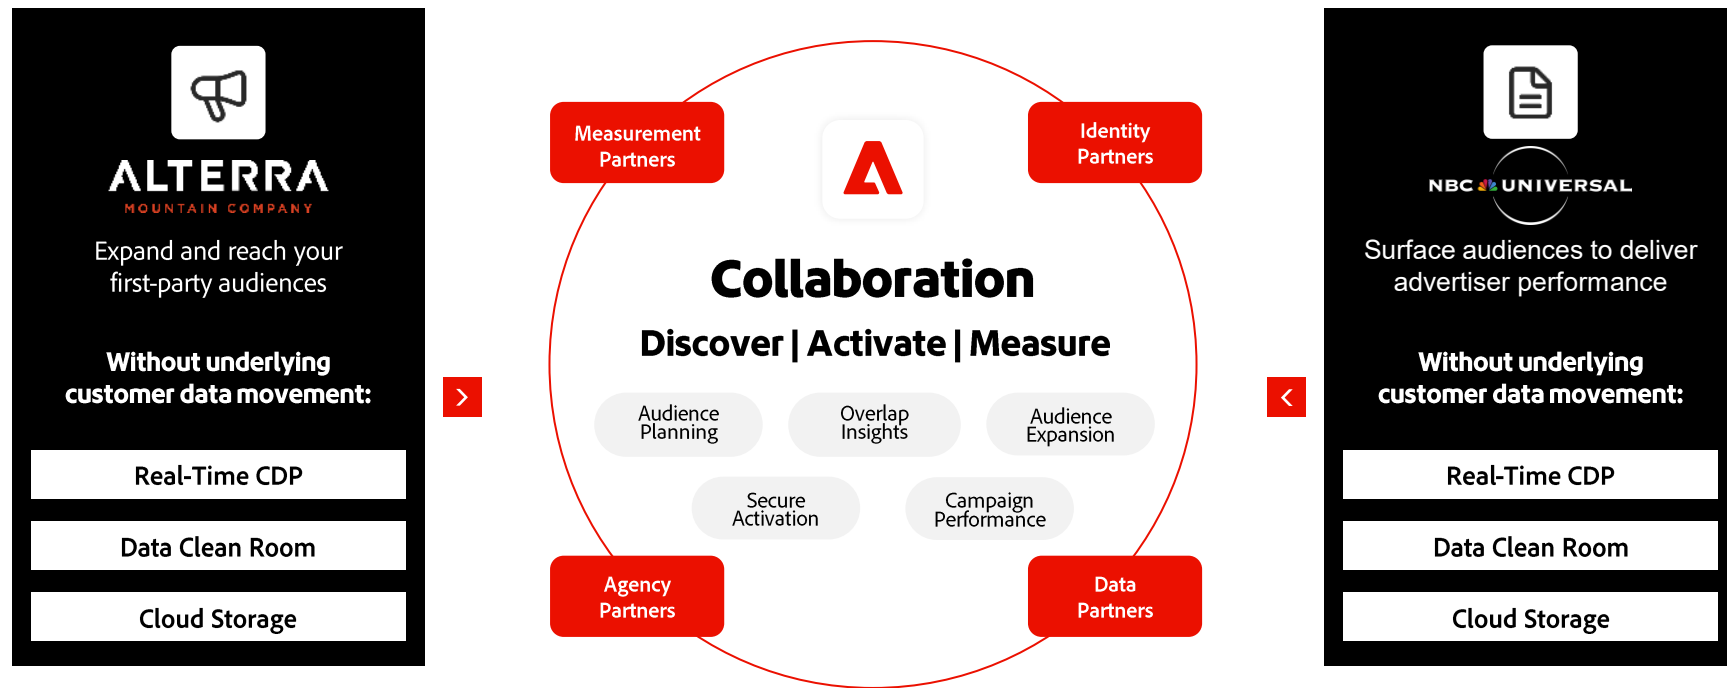 ALTERRA
MOUNTAIN COMPANY
Expand and reach your
first-party audiences
Without underlying
customer data movement:
Real-Time CDP
Data Clean Room
Cloud Storage
Measurement
Partners
Identity
Partners
Collaboration
Discover | Activate | Measure
Audience
Planning
Overlap
Insights
Audience
Expansion
Secure
Activation
Campaign
Performance
Agency
Partners
Data
Partners
NBC UNIVERSAL
Surface audiences to deliver
advertiser performance
Without underlying
customer data movement:
Real-Time CDP
Data Clean Room
Cloud Storage